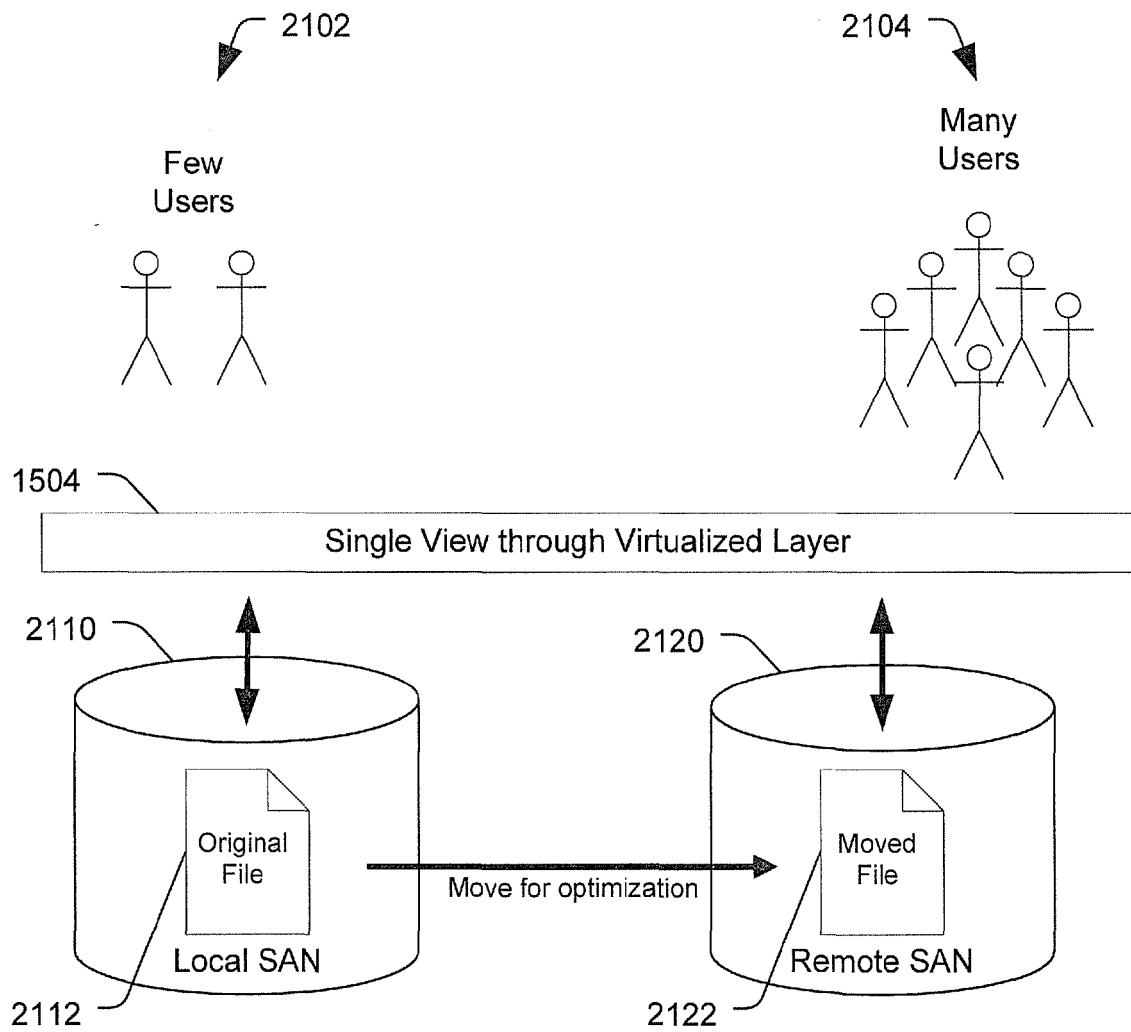 2102
2104
Few
Users
Many
Users
1504
Single View through Virtualized Layer
2110
2120
Original
File
Moved
File
Move for optimization
Local SAN
Remote SAN
2112
2122